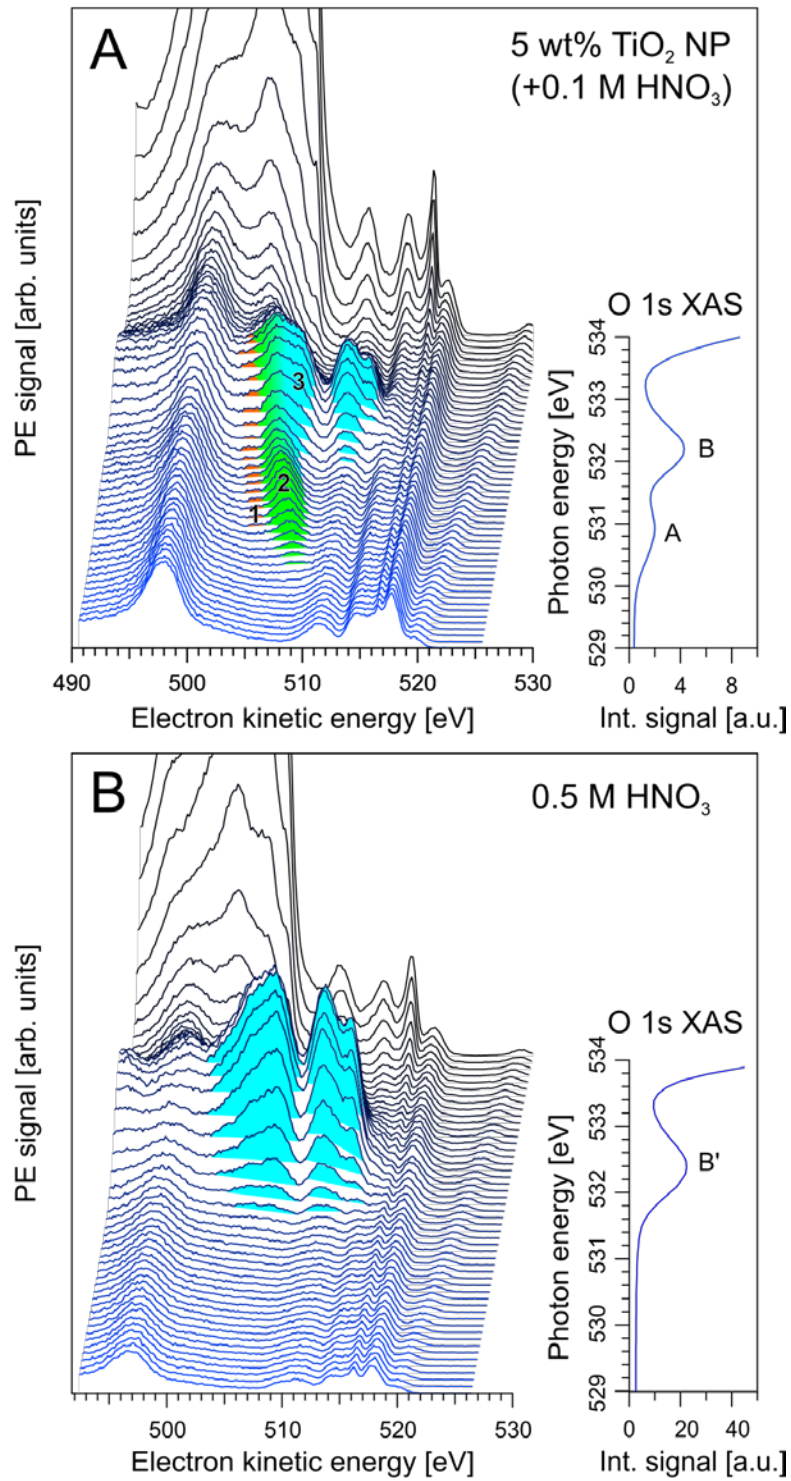 A
5 wt% TiO₂ NP
(+0.1 M HNO₃)
PE signal [arb. units]
1
2
3
490 500 510 520 530
Electron kinetic energy [eV]
O 1s XAS
Photon energy [eV]
534
533
532
531
530
529
B
A
0 4 8
Int. signal [a.u.]
B
0.5 M HNO₃
PE signal [arb. units]
500 510 520 530
Electron kinetic energy [eV]
O 1s XAS
Photon energy [eV]
534
533
532
531
530
529
B'
0 20 40
Int. signal [a.u.]